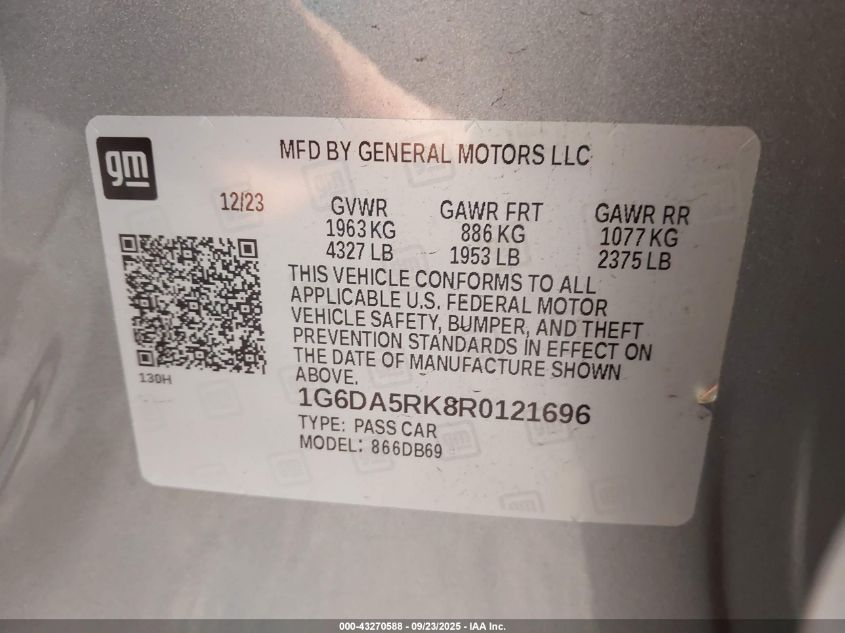 gm
MFD BY GENERAL MOTORS LLC
12/23
GVWR GAWR FRT GAWR RR
1963 KG 886 KG 1077 KG
4327 LB 1953 LB 2375 LB
THIS VEHICLE CONFORMS TO ALL
APPLICABLE U.S. FEDERAL MOTOR
VEHICLE SAFETY, BUMPER, AND THEFT
PREVENTION STANDARDS IN EFFECT ON
THE DATE OF MANUFACTURE SHOWN
ABOVE.
130H
1G6DA5RK8R0121696
TYPE: PASS CAR
MODEL: 866DB69
000-43270588 - 09/23/2025 - IAA Inc.